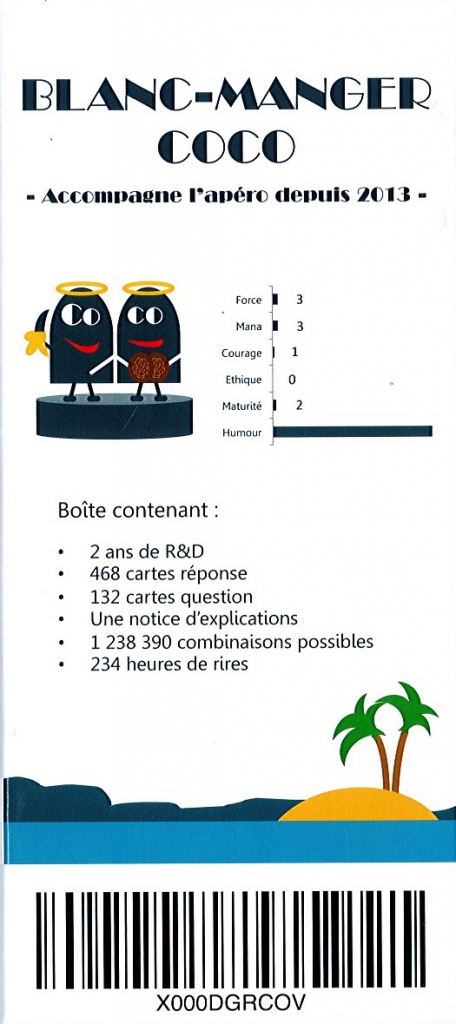 BLANC-MANGER
COCO
- Accompagne l'apéro depuis 2013 -
CO CO
Force 3
Mana 3
Courage 1
Ethique 0
Maturité 2
Humour
Boîte contenant :
• 2 ans de R&D
• 468 cartes réponse
• 132 cartes question
• Une notice d'explications
• 1 238 390 combinaisons possibles
• 234 heures de rires
X000DGRCOV